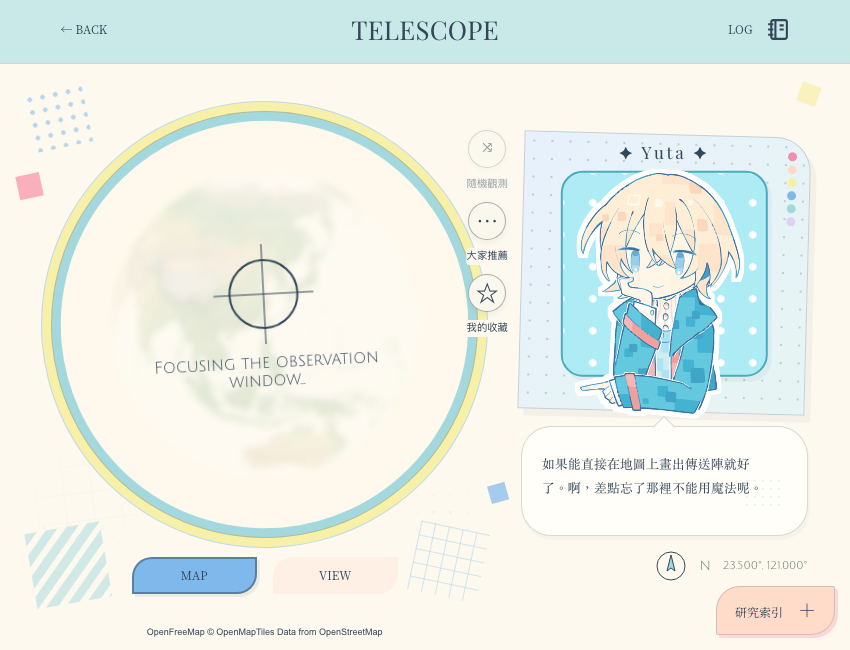 ← BACK
TELESCOPE
LOG
隨機觀測
大家推薦
我的收藏
✦ Yuta ✦
FOCUSING THE OBSERVATION
WINDOW...
如果能直接在地圖上畫出傳送陣就好
了。啊，差點忘了那裡不能用魔法呢。
MAP
VIEW
N 23.500°, 121.000°
研究索引 +
OpenFreeMap © OpenMapTiles Data from OpenStreetMap